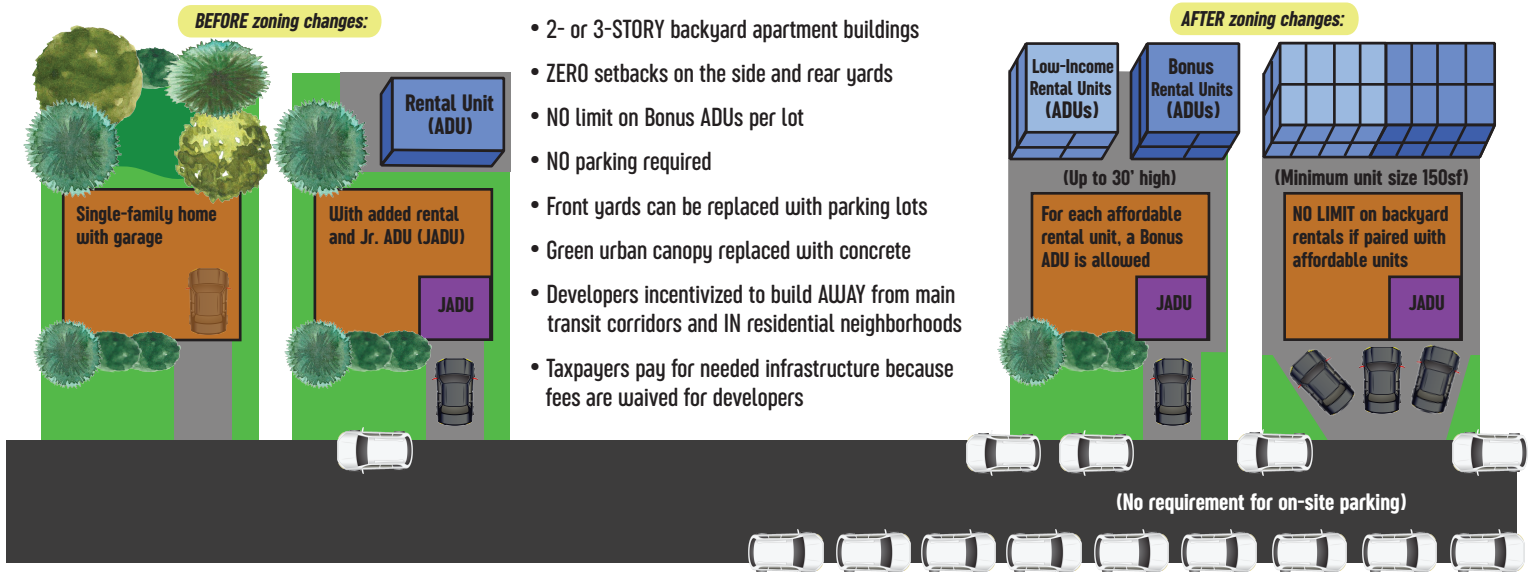 BEFORE zoning changes:
Rental Unit
(ADU)
Single-family home
with garage
With added rental
and Jr. ADU (JADU)
JADU
• 2- or 3-STORY backyard apartment buildings
• ZERO setbacks on the side and rear yards
• NO limit on Bonus ADUs per lot
• NO parking required
• Front yards can be replaced with parking lots
• Green urban canopy replaced with concrete
• Developers incentivized to build AWAY from main
transit corridors and IN residential neighborhoods
• Taxpayers pay for needed infrastructure because
fees are waived for developers
AFTER zoning changes:
Low-Income
Rental Units
(ADUs)
Bonus
Rental Units
(ADUs)
(Up to 30' high)
For each affordable
rental unit, a Bonus
ADU is allowed
JADU
(Minimum unit size 150sf)
NO LIMIT on backyard
rentals if paired with
affordable units
JADU
(No requirement for on-site parking)